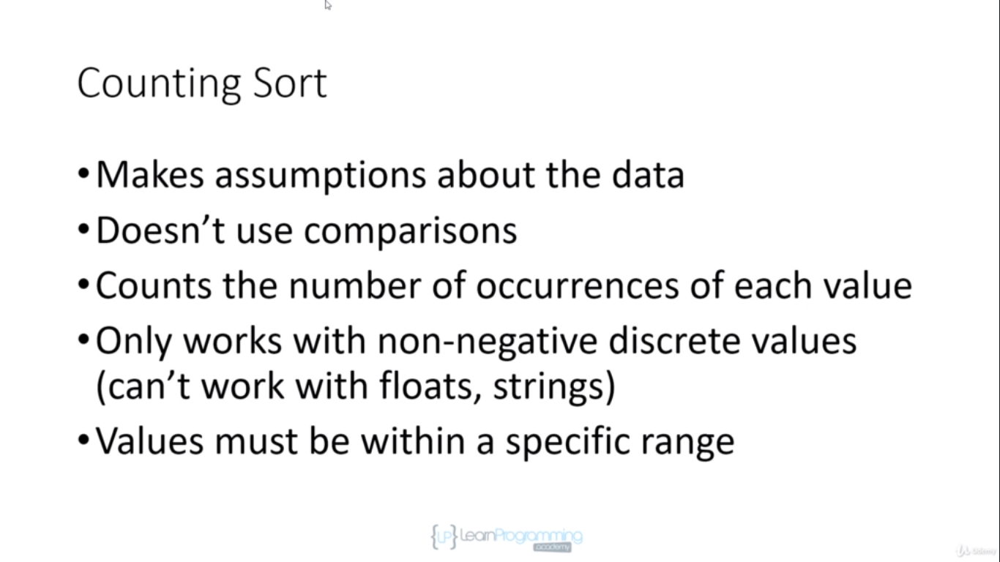 Counting Sort
•Makes assumptions about the data
•Doesn’t use comparisons
•Counts the number of occurrences of each value
•Only works with non-negative discrete values
(can’t work with floats, strings)
•Values must be within a specific range
{LP} LearnProgramming
.academy
Udemy